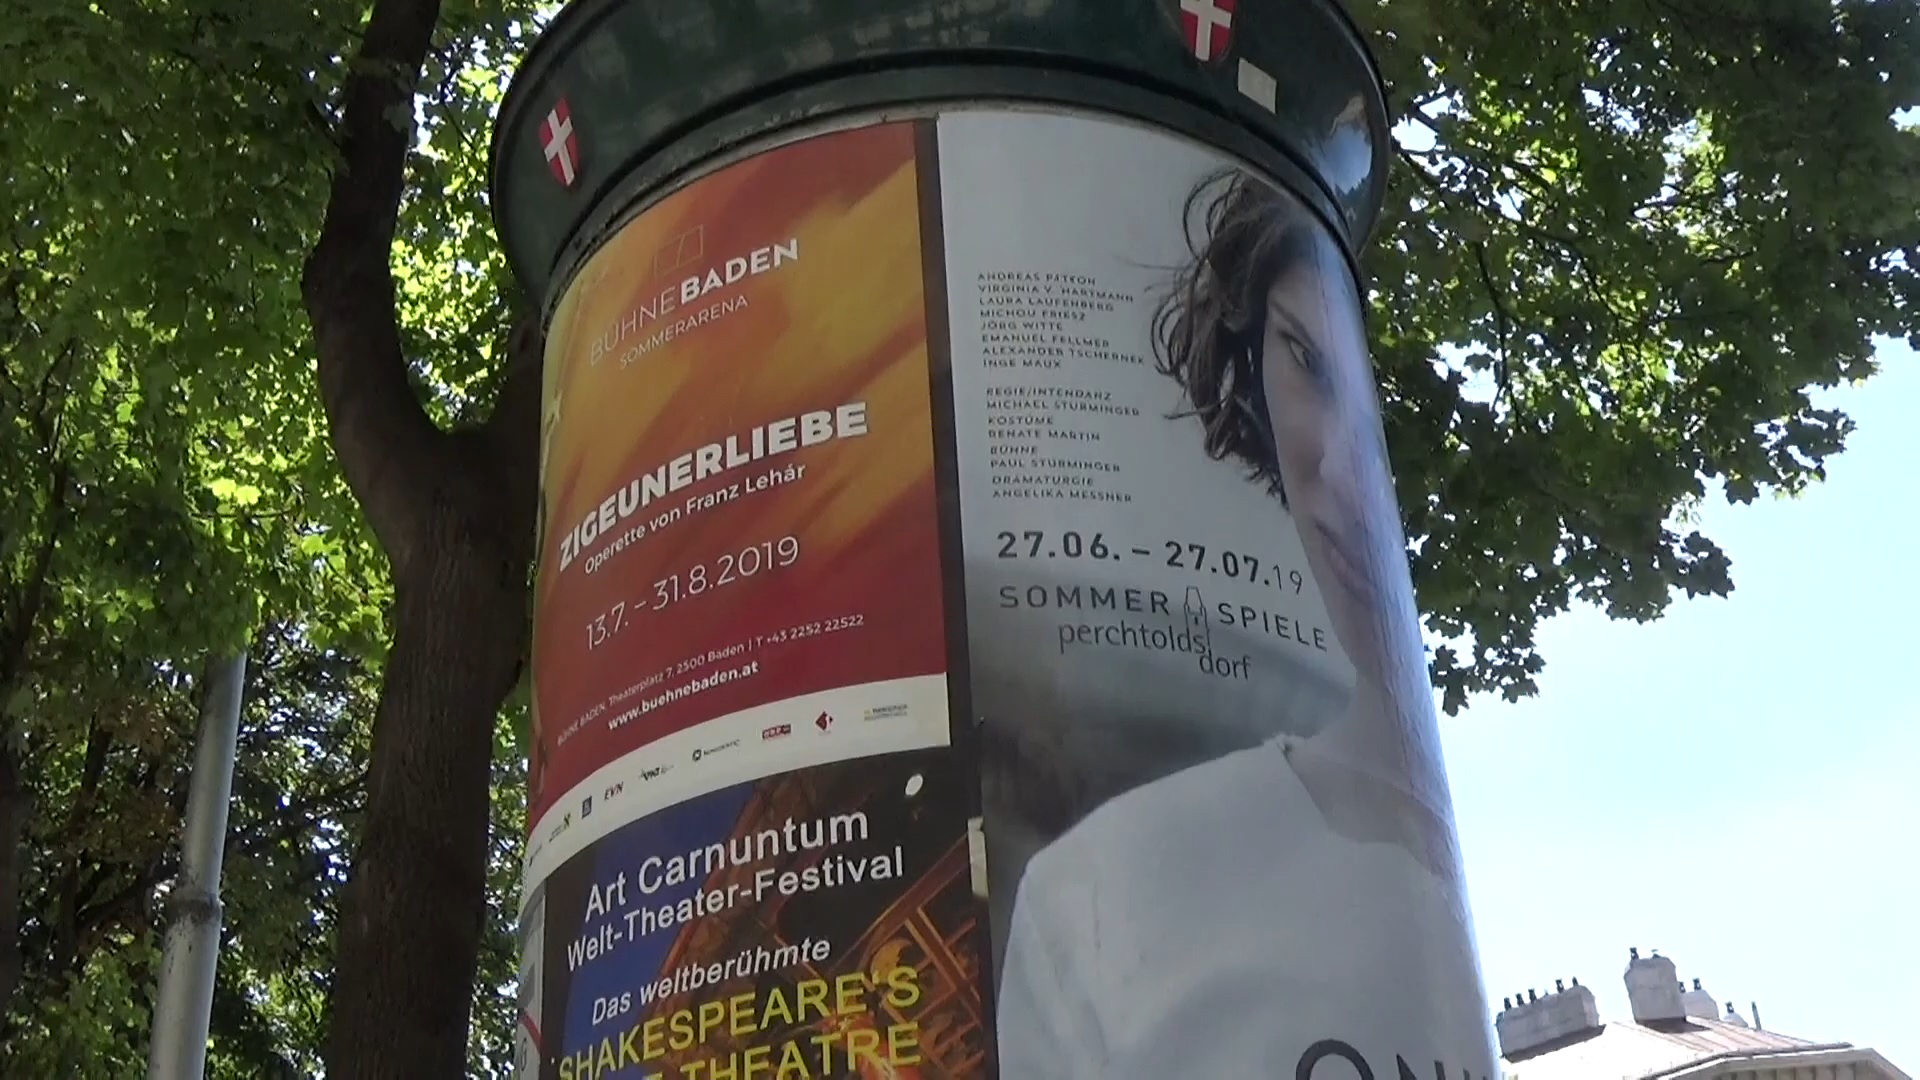 BÜHNEBADEN
SOMMERARENA
ZIGEUNERLIEBE
Operette von Franz Lehár
13.7. – 31.8.2019
BÜHNE BADEN, Theaterplatz 7, 2500 Baden | T +43 2252 22522
www.buehnebaden.at
EVN
Art Carnuntum
Welt-Theater-Festival
Das weltberühmte
SHAKESPEARE'S
THEATRE
ANDREAS PATTON
VIRGINIA V. HARTMANN
LAURA LAUFENBERG
MICHOU FRIESZ
JÖRG WITTE
EMANUEL FELLMER
ALEXANDER TSCHERNEK
INGE MAUX
REGIE/INTENDANZ
MICHAEL STURMINGER
KOSTÜME
RENATE MARTIN
BÜHNE
PAUL STURMINGER
DRAMATURGIE
ANGELIKA MESSNER
27.06. – 27.07.19
SOMMER SPIELE
perchtolds
dorf